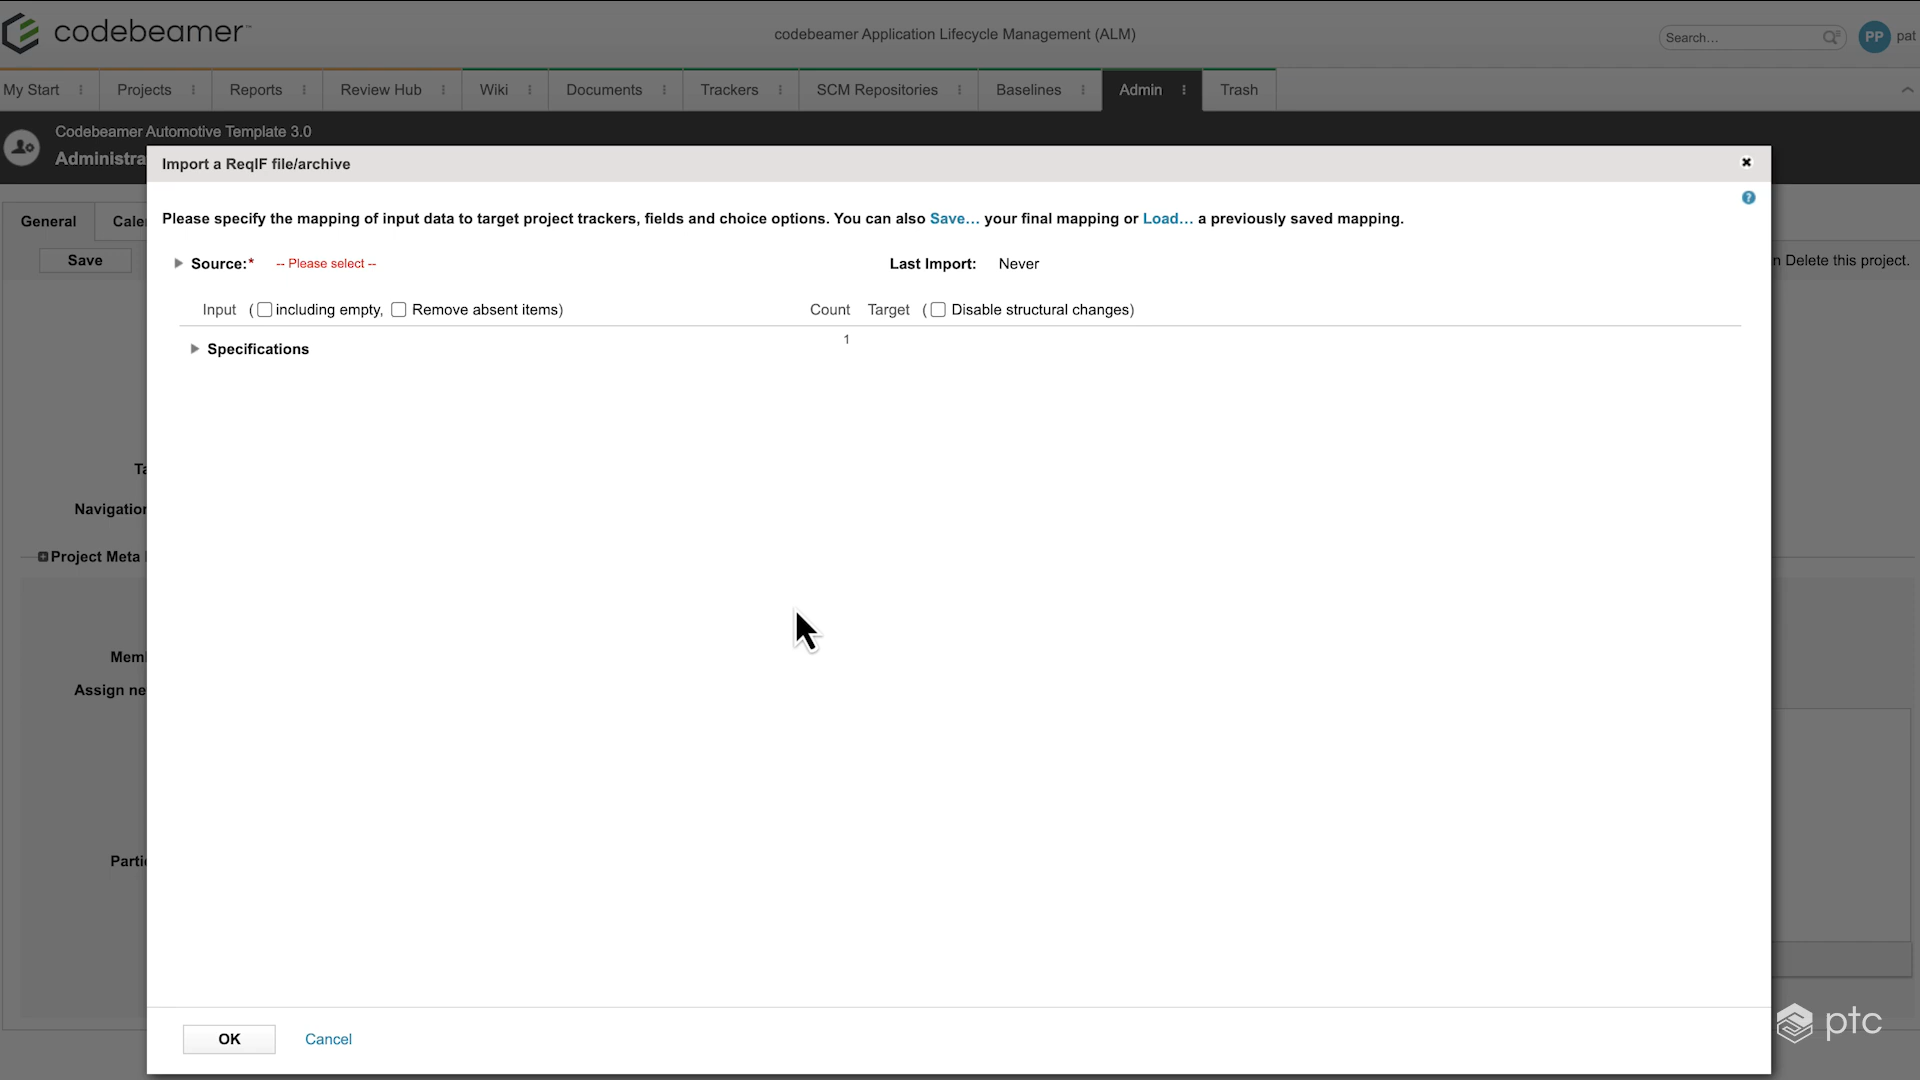 codebeamer
codebeamer Application Lifecycle Management (ALM)
Search...
PP
pat
My Start
Projects
Reports
Review Hub
Wiki
Documents
Trackers
SCM Repositories
Baselines
Admin
Trash
Codebeamer Automotive Template 3.0
Administra
Import a ReqIF file/archive
General
Caler
Please specify the mapping of input data to target project trackers, fields and choice options. You can also Save... your final mapping or Load... a previously saved mapping.
Save
Source:* -- Please select --
Last Import: Never
n Delete this project.
Input ( including empty, Remove absent items)
Count
Target ( Disable structural changes)
Specifications
1
Ta
Navigation
Project Meta
Mem
Assign ne
Parti
OK
Cancel
ptc